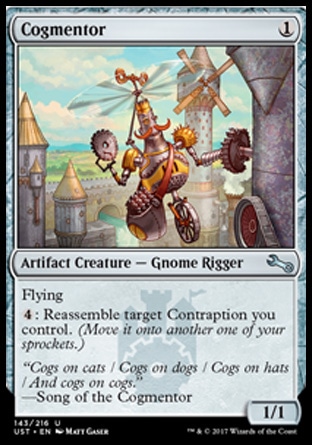 Cogmentor 1
Artifact Creature — Gnome Rigger
Flying
4: Reassemble target Contraption you
control. (Move it onto another one of your
sprockets.)
"Cogs on cats / Cogs on dogs / Cogs on hats
/ And cogs on cogs."
—Song of the Cogmentor
1/1
143/216 U
UST • EN Matt Gaser
™ & © 2017 Wizards of the Coast